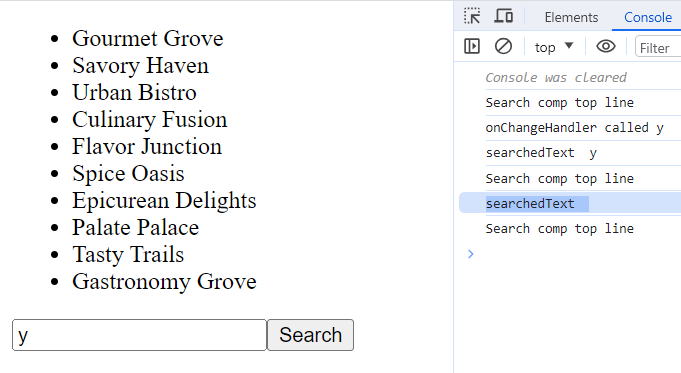 Gourmet Grove
Savory Haven
Urban Bistro
Culinary Fusion
Flavor Junction
Spice Oasis
Epicurean Delights
Palate Palace
Tasty Trails
Gastronomy Grove
y Search
Elements Console
top Filter
Console was cleared
Search comp top line
onChangeHandler called y
searchedText  y
Search comp top line
searchedText
Search comp top line